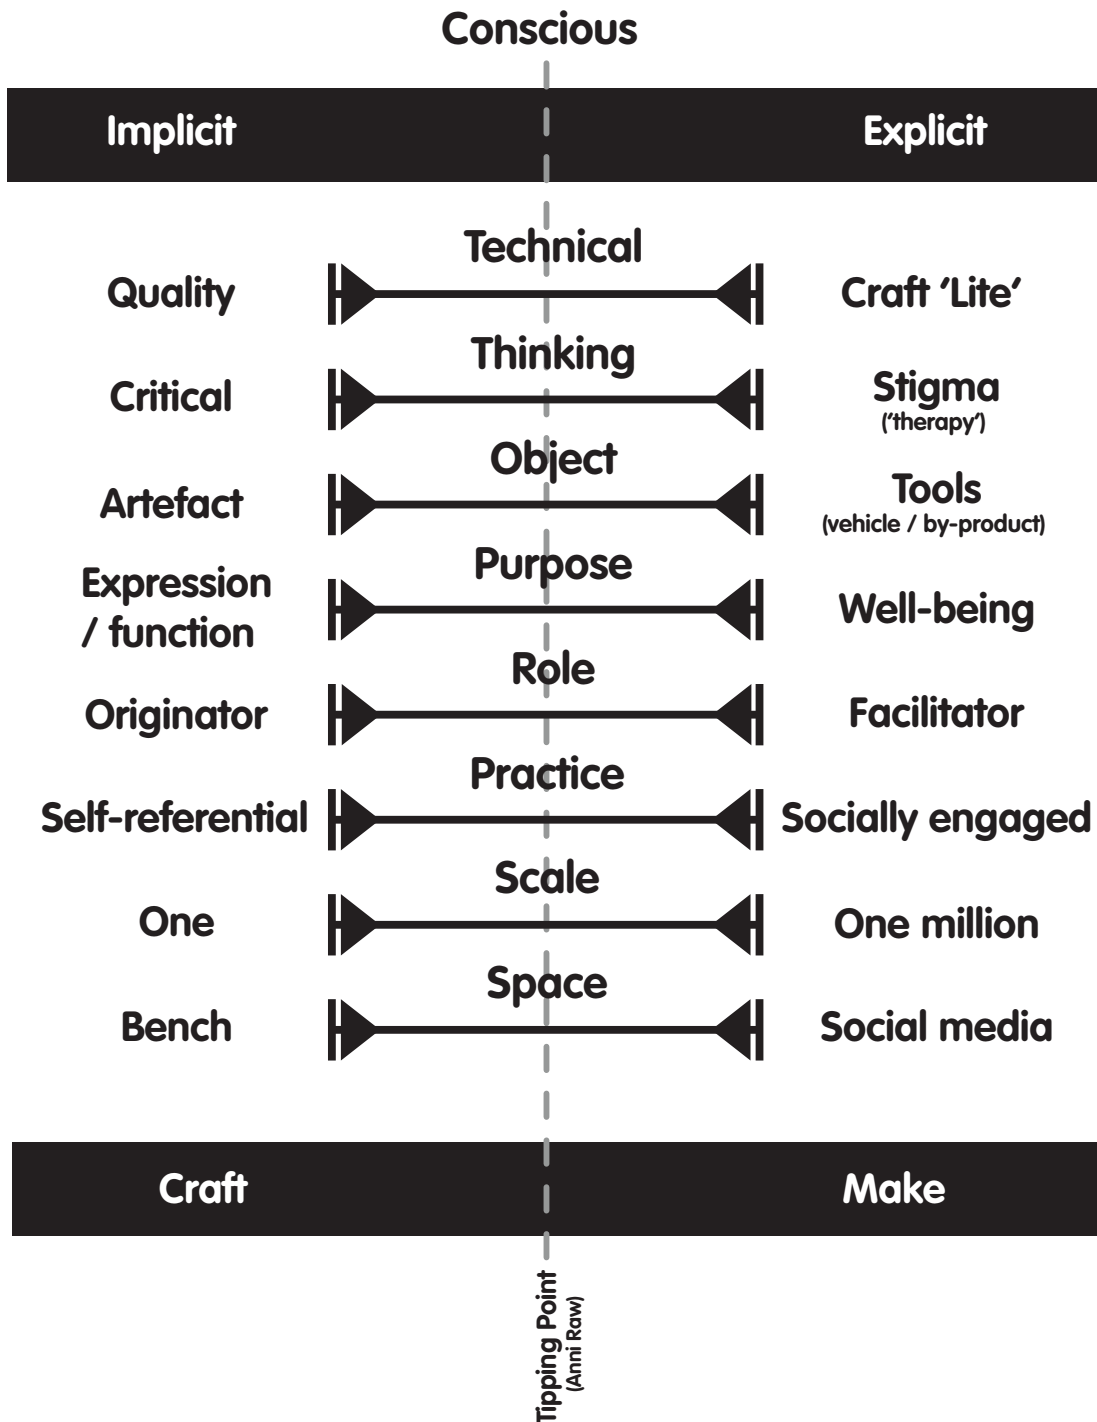 Conscious
Implicit Explicit
Technical
Quality Craft ‘Lite’
Thinking
Critical Stigma
(‘therapy’)
Object
Artefact Tools
(vehicle / by-product)
Purpose
Expression
/ function Well-being
Role
Originator Facilitator
Practice
Self-referential Socially engaged
Scale
One One million
Space
Bench Social media
Craft Make
Tipping Point
(Anni Raw)